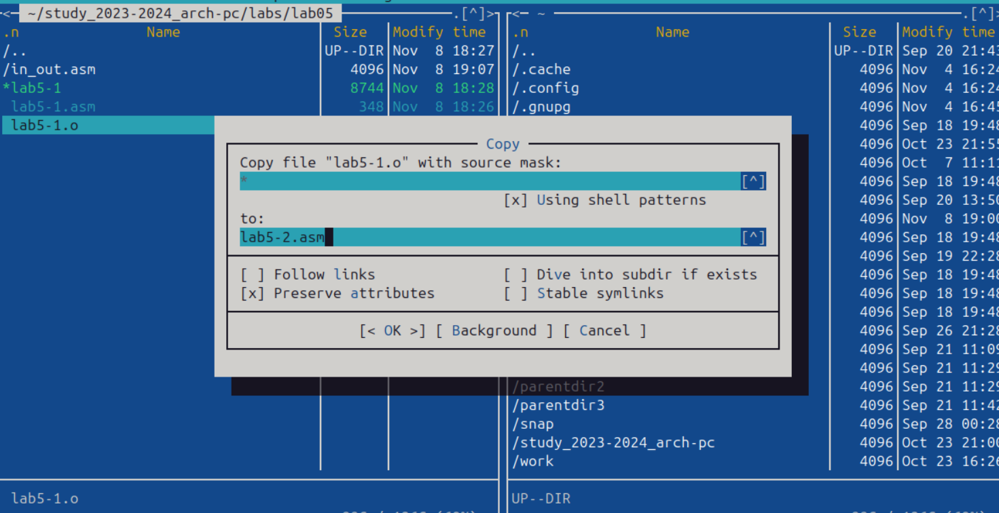 <─ ~/study_2023-2024_arch-pc/labs/lab05 ─.[^]>
.n Name Size Modify time
/.. UP--DIR Nov 8 18:27
/in_out.asm 4096 Nov 8 19:07
*lab5-1 8744 Nov 8 18:28
lab5-1.asm 348 Nov 8 18:26
lab5-1.o
<─ ~ ─.[^]>
.n Name Size Modify time
/.. UP--DIR Sep 20 21:43
/.cache 4096 Nov 4 16:24
/.config 4096 Nov 4 16:24
/.gnupg 4096 Nov 4 16:45
4096 Sep 18 19:48
4096 Oct 23 21:55
4096 Oct 7 11:11
4096 Sep 18 19:48
4096 Sep 20 13:50
4096 Nov 8 19:00
4096 Sep 18 19:48
4096 Sep 19 22:28
4096 Sep 18 19:48
4096 Sep 18 19:48
4096 Sep 18 19:48
4096 Sep 26 21:28
4096 Sep 21 11:09
4096 Sep 21 11:29
/parentdir2 4096 Sep 21 11:29
/parentdir3 4096 Sep 21 11:42
/snap 4096 Sep 28 00:28
/study_2023-2024_arch-pc 4096 Oct 23 21:00
/work 4096 Oct 23 16:26
Copy
Copy file "lab5-1.o" with source mask:
* [^]
[x] Using shell patterns
to:
lab5-2.asm [^]
[ ] Follow links [ ] Dive into subdir if exists
[x] Preserve attributes [ ] Stable symlinks
[< OK >] [ Background ] [ Cancel ]
lab5-1.o
UP--DIR